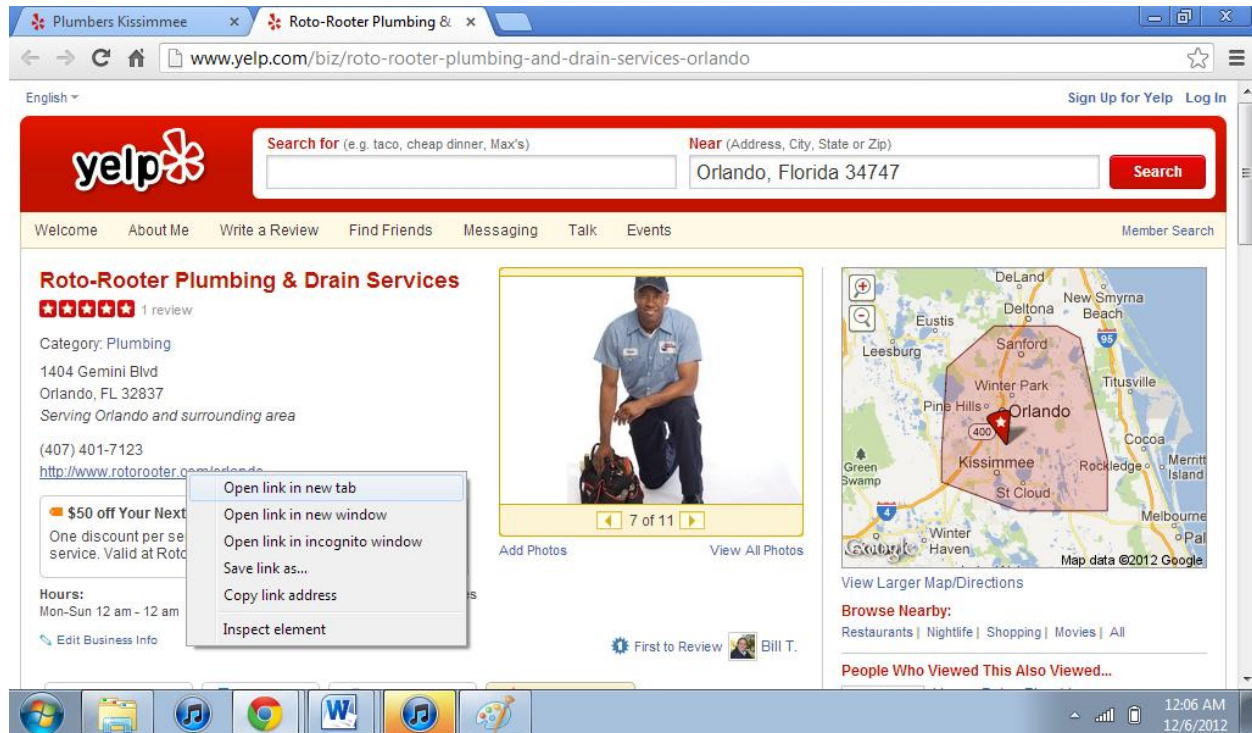 Plumbers Kissimmee
Roto-Rooter Plumbing &
www.yelp.com/biz/roto-rooter-plumbing-and-drain-services-orlando
English
Sign Up for Yelp Log In
yelp
Search for (e.g. taco, cheap dinner, Max's)
Near (Address, City, State or Zip)
Orlando, Florida 34747
Search
Welcome About Me Write a Review Find Friends Messaging Talk Events Member Search
Roto-Rooter Plumbing & Drain Services
1 review
Category: Plumbing
1404 Gemini Blvd
Orlando, FL 32837
Serving Orlando and surrounding area
(407) 401-7123
http://www.rotorooter.com/orlando
$50 off Your Next
One discount per se
service. Valid at Roto
Hours:
Mon-Sun 12 am - 12 am
Edit Business Info
Open link in new tab
Open link in new window
Open link in incognito window
Save link as...
Copy link address
Inspect element
7 of 11
Add Photos View All Photos
First to Review Bill T.
DeLand
New Smyrna
Beach
Deltona
Eustis
Sanford
95
Leesburg
Winter Park
Titusville
Pine Hills
Orlando
400
Cocoa
Green
Swamp
Kissimmee
Rockledge
Merritt
Island
St Cloud
4
Melbourne
Winter
Haven
Pal
Google
Map data ©2012 Google
View Larger Map/Directions
Browse Nearby:
Restaurants | Nightlife | Shopping | Movies | All
People Who Viewed This Also Viewed...
12:06 AM
12/6/2012